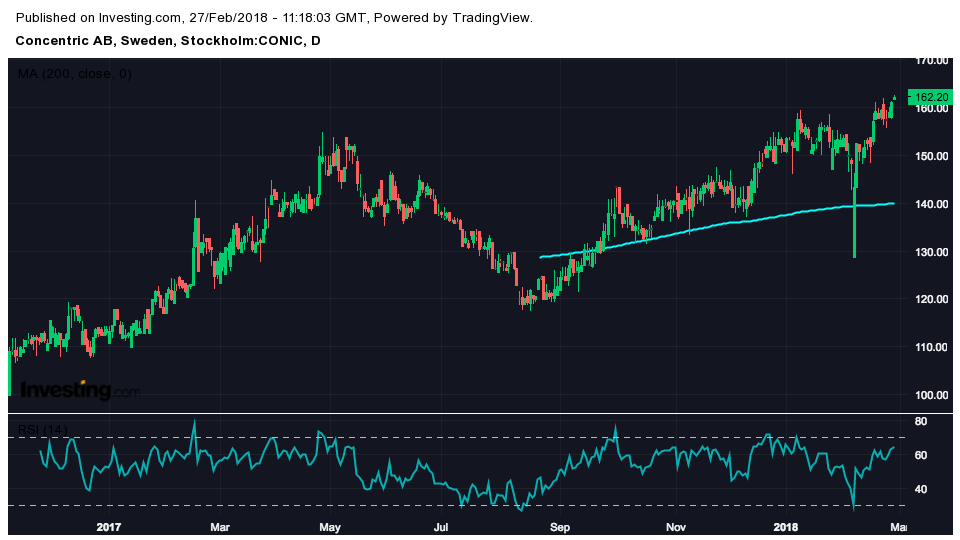 Published on Investing.com, 27/Feb/2018 - 11:18:03 GMT, Powered by TradingView.
Concentric AB, Sweden, Stockholm:CONIC, D
MA (200, close, 0)
170.00
162.20
160.00
150.00
140.00
130.00
120.00
110.00
100.00
Investing.com
RSI (14)
80
60
40
2017 Mar May Jul Sep Nov 2018 Mar